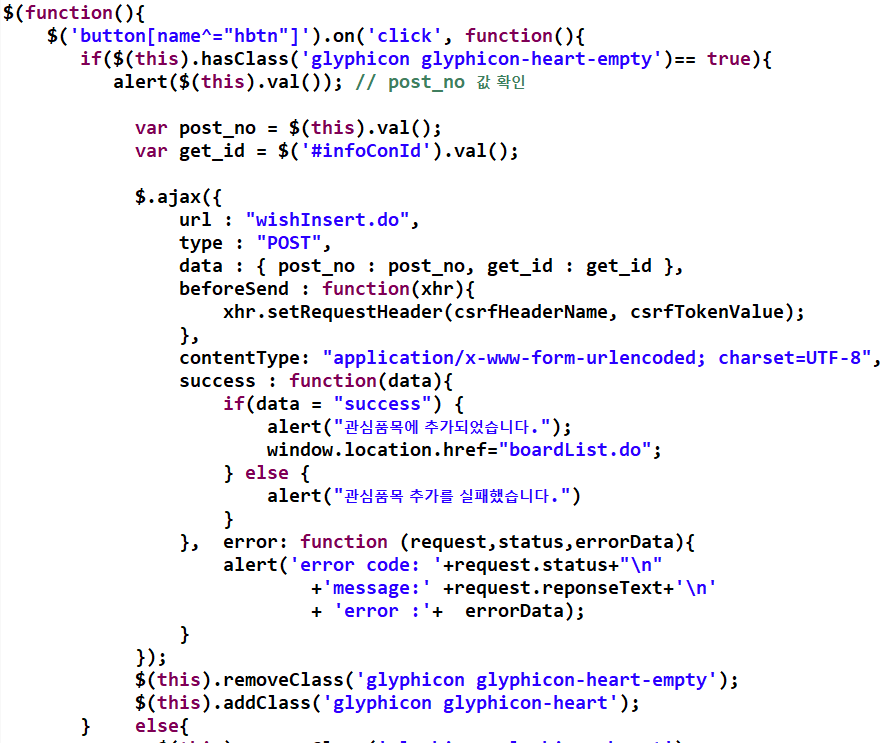 $(function(){
    $('button[name^="hbtn"]').on('click', function(){
       if($(this).hasClass('glyphicon glyphicon-heart-empty')== true){
          alert($(this).val()); // post_no 값 확인
            var post_no = $(this).val();
            var get_id = $('#infoConId').val();
            $.ajax({
                url : "wishInsert.do",
                type : "POST",
                data : { post_no : post_no, get_id : get_id },
                beforeSend : function(xhr){
                    xhr.setRequestHeader(csrfHeaderName, csrfTokenValue);
                },
                contentType: "application/x-www-form-urlencoded; charset=UTF-8",
                success : function(data){
                    if(data = "success") {
                        alert("관심품목에 추가되었습니다.");
                        window.location.href="boardList.do";
                    } else {
                        alert("관심품목 추가를 실패했습니다.")
                    }
                },  error: function (request,status,errorData){
                    alert('error code: '+request.status+"\n"
                            +'message:' +request.reponseText+'\n'
                            + 'error :'+  errorData);
                }
            });
            $(this).removeClass('glyphicon glyphicon-heart-empty');
            $(this).addClass('glyphicon glyphicon-heart');
       }    else{